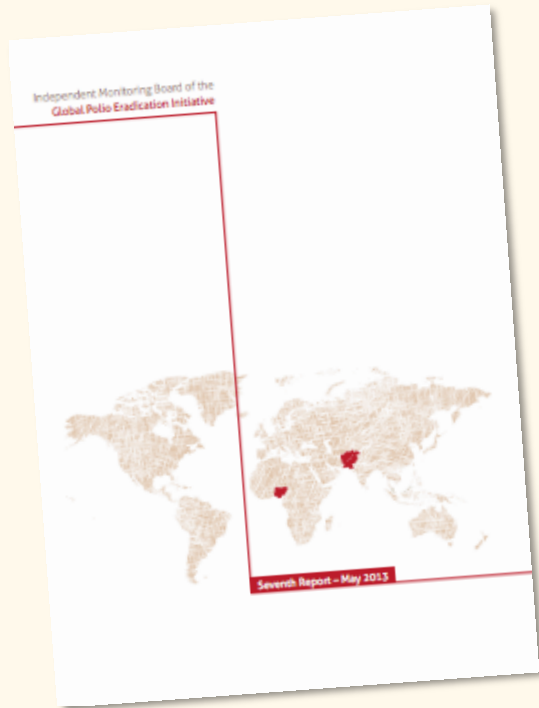 Independent Monitoring Board of the
Global Polio Eradication Initiative
Seventh Report – May 2013